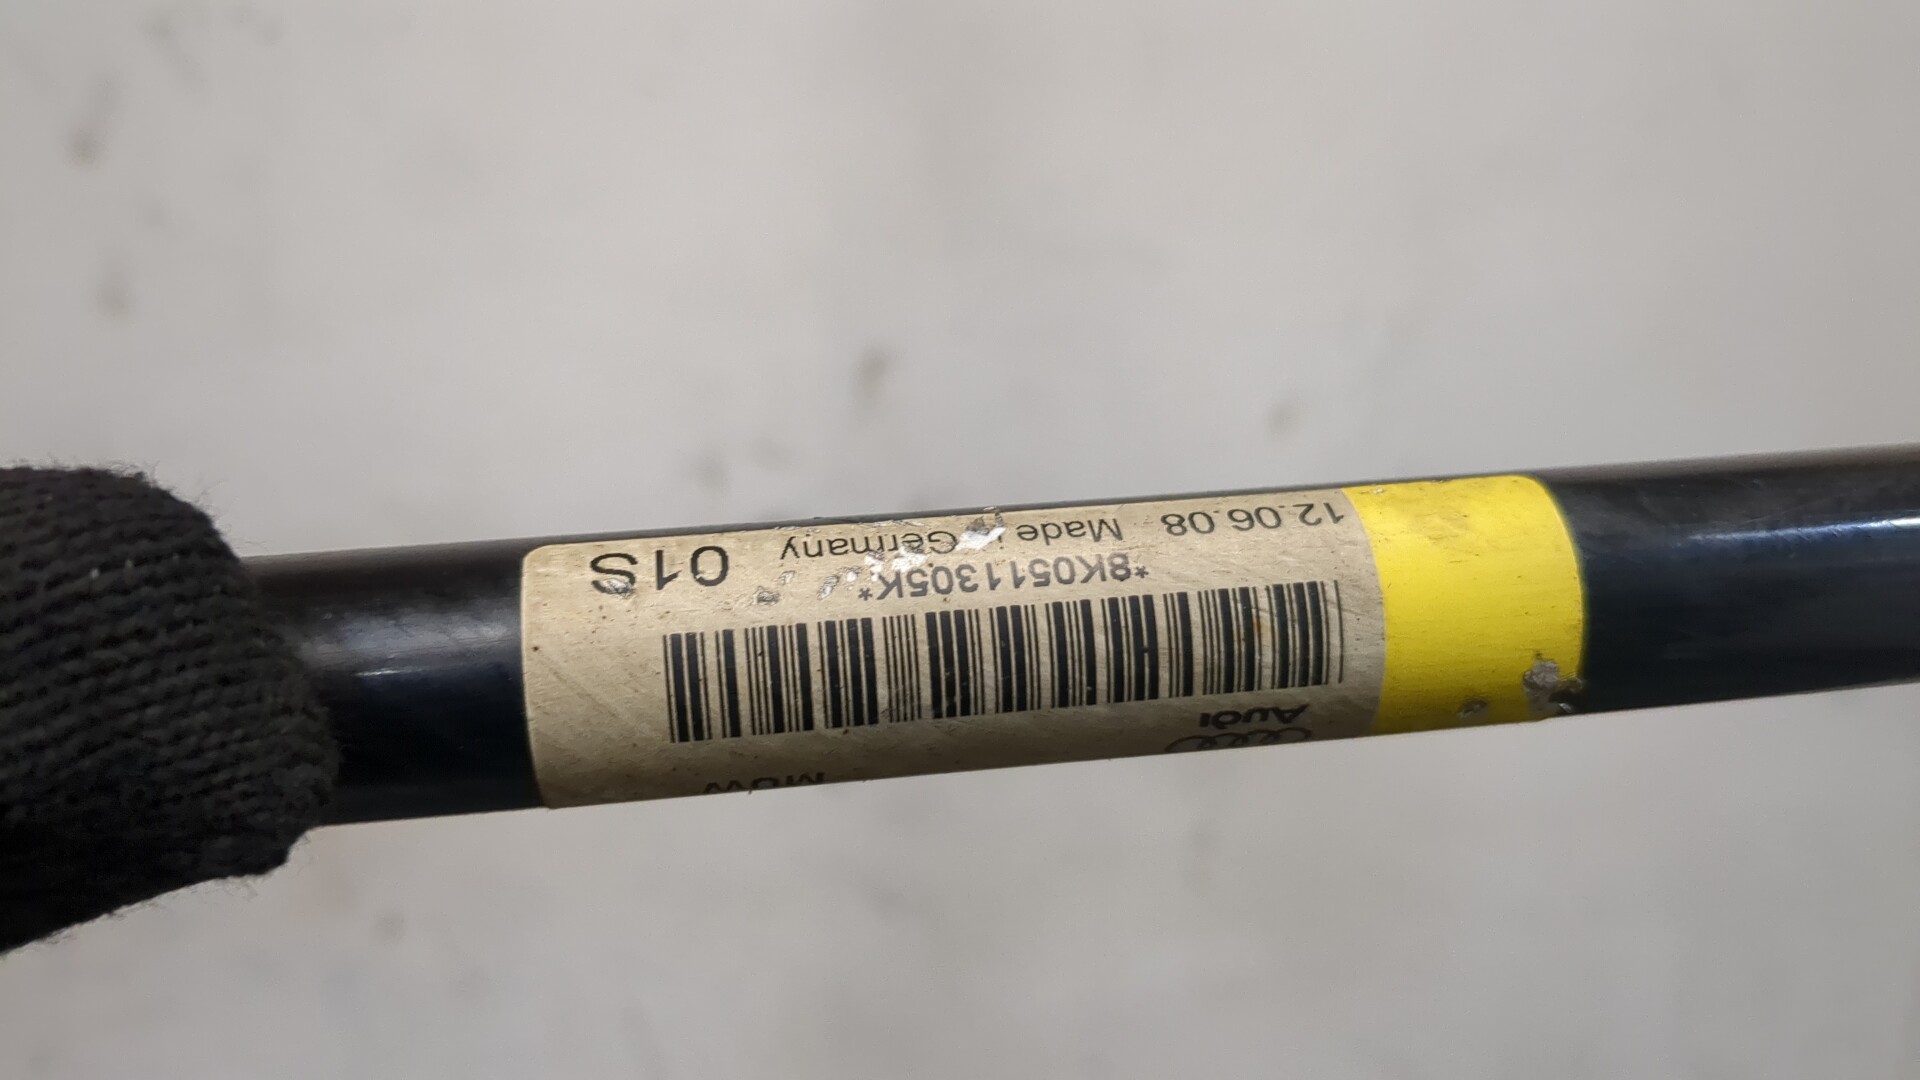 Audi
*8K0511305K*
12.06.08 Made in Germany 01S